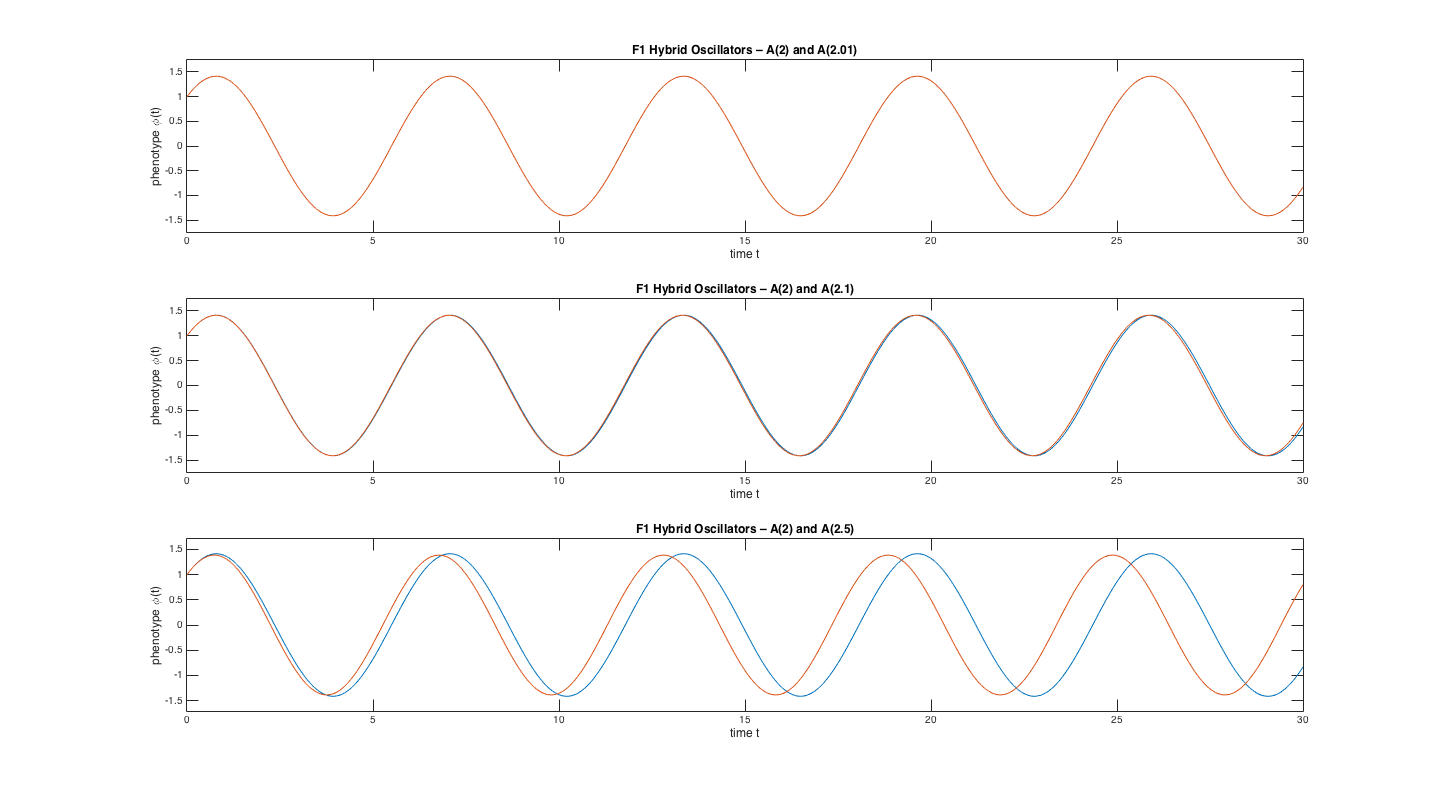 F1 Hybrid Oscillators – A(2) and A(2.01)
phenotype ϕ(t)
1.5
1
0.5
0
-0.5
-1
-1.5
0 5 10 15 20 25 30
time t
F1 Hybrid Oscillators – A(2) and A(2.1)
phenotype ϕ(t)
1.5
1
0.5
0
-0.5
-1
-1.5
0 5 10 15 20 25 30
time t
F1 Hybrid Oscillators – A(2) and A(2.5)
phenotype ϕ(t)
1.5
1
0.5
0
-0.5
-1
-1.5
0 5 10 15 20 25 30
time t